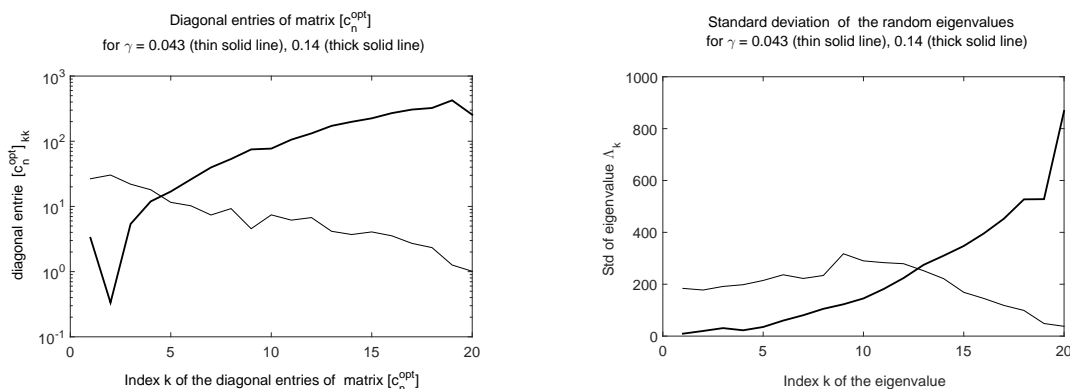 Diagonal entries of matrix [c_n^opt]
for γ = 0.043 (thin solid line), 0.14 (thick solid line)
diagonal entry [c_n^opt]_kk
10^3
10^2
10^1
10^0
10^-1
0 5 10 15 20
Index k of the diagonal entries of matrix [c_n^opt]
Standard deviation of the random eigenvalues
for γ = 0.043 (thin solid line), 0.14 (thick solid line)
Std of eigenvalue Λ_k
1000
800
600
400
200
0
0 5 10 15 20
Index k of the eigenvalue